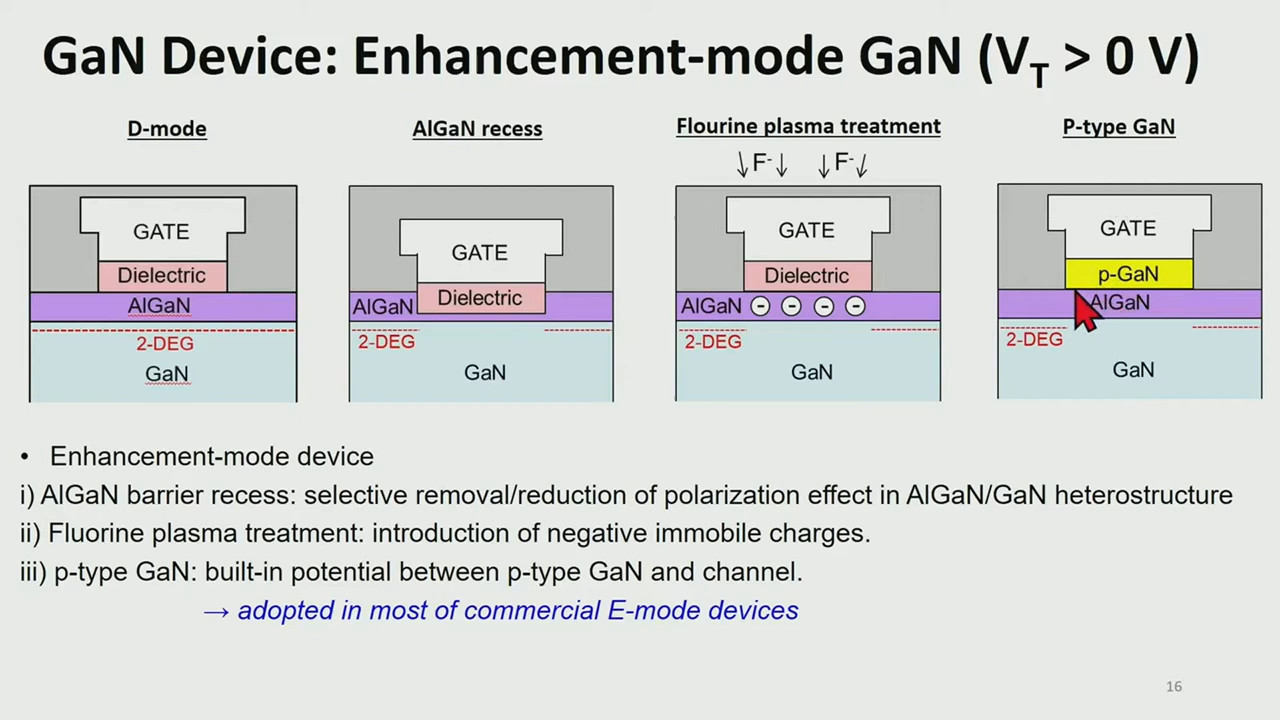 GaN Device: Enhancement-mode GaN (VT > 0 V)
D-mode
AlGaN recess
Flourine plasma treatment
P-type GaN
F- F-
GATE
Dielectric
AlGaN
2-DEG
GaN
GATE
AlGaN
Dielectric
2-DEG
GaN
GATE
Dielectric
AlGaN - - - -
2-DEG
GaN
GATE
p-GaN
AlGaN
2-DEG
GaN
• Enhancement-mode device
i) AlGaN barrier recess: selective removal/reduction of polarization effect in AlGaN/GaN heterostructure
ii) Fluorine plasma treatment: introduction of negative immobile charges.
iii) p-type GaN: built-in potential between p-type GaN and channel.
→ adopted in most of commercial E-mode devices
16